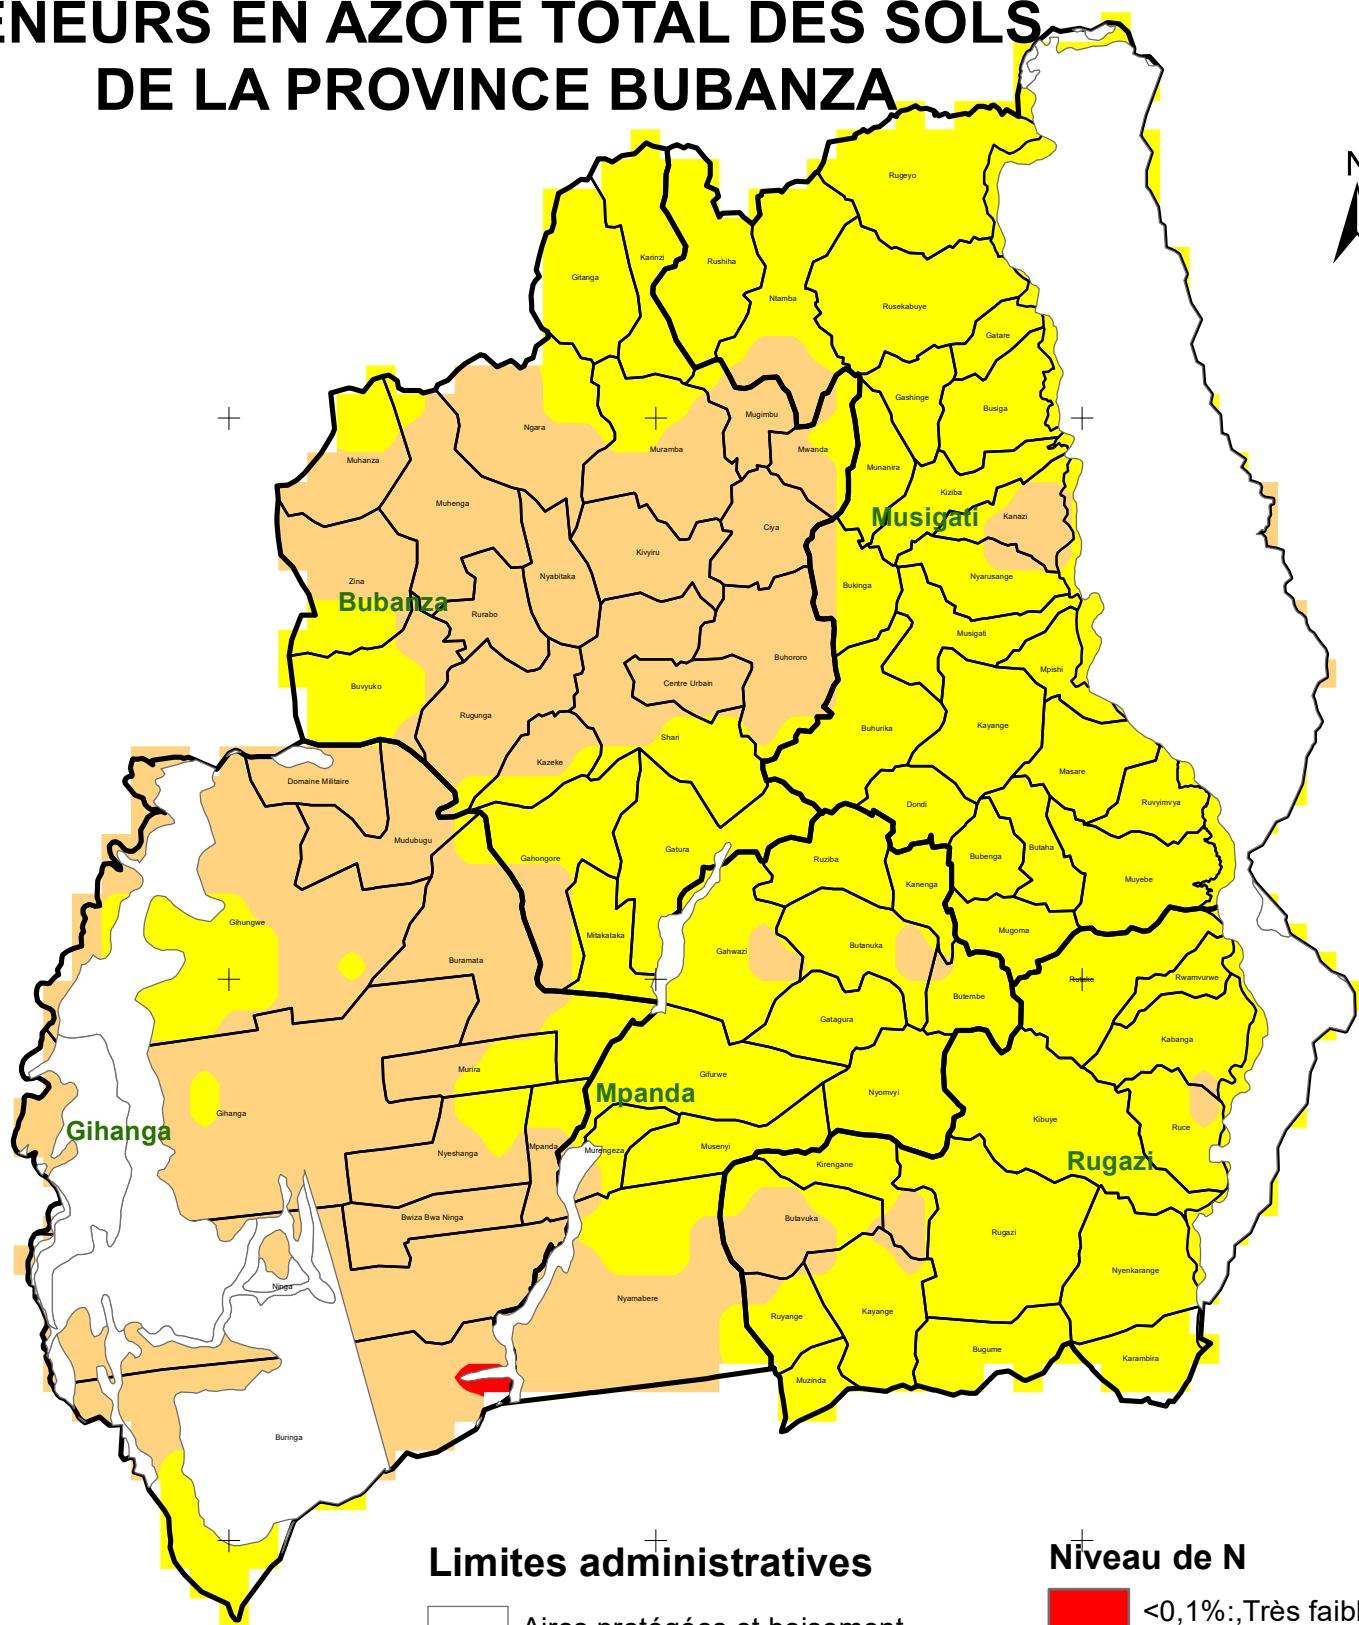 ENEURS EN AZOTE TOTAL DES SOLS
DE LA PROVINCE BUBANZA
N
Rugeyo
Karinzi
Rushiha
Gitanga
Ntamba
Rusekabuye
Gatare
Gashinge
Busiga
Mugimbu
Ngara
Muramba
Mwanda
Muhanza
Munanira
Kiziba
Muhenga
Musigati
Kanazi
Ciya
Kivyiru
Nyabitaka
Nyarusange
Zina
Bukinga
Bubanza
Rurabo
Musigati
Buhororo
Mpishi
Centre Urbain
Buvyuko
Rugunga
Kayange
Buhurika
Shari
Kazeke
Masare
Domaine Militaire
Ruvyimvya
Dondi
Mudubugu
Butaha
Gatura
Gahongore
Ruziba
Bubenga
Muyebe
Kanenga
Gihungwe
Mugoma
Mitakataka
Butanuka
Gahwazi
Buramata
Rutake
Rwamvurwe
Butembe
Gatagura
Kabanga
Murira
Gifurwe
Mpanda
Nyomvyi
Gihanga
Kibuye
Gihanga
Ruce
Mpanda
Musenyi
Murengeza
Nyeshanga
Kirengane
Rugazi
Bwiza Bwa Ninga
Butavuka
Rugazi
Nyenkarange
Ninga
Nyamabere
Kayange
Ruyange
Bugume
Karambira
Muzinda
Buringa
Limites administratives
Niveau de N
Aires protégées et boisement
<0,1%:,Très faibl